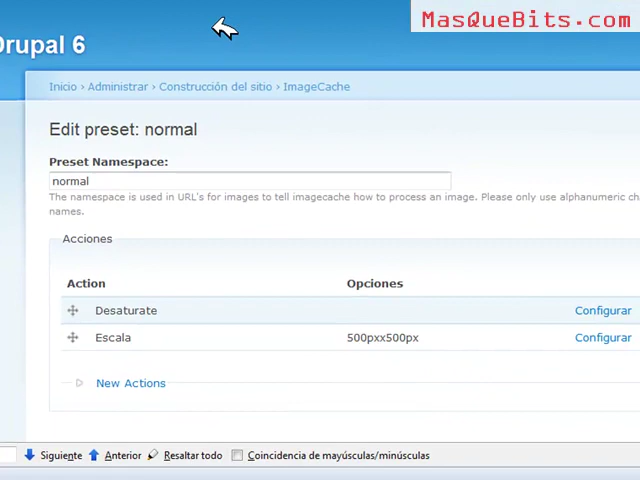 MasQueBits.com
Drupal 6
Inicio › Administrar › Construcción del sitio › ImageCache
Edit preset: normal
Preset Namespace:
normal
The namespace is used in URL's for images to tell imagecache how to process an image. Please only use alphanumeric
names.
Acciones
Action Opciones
Desaturate Configurar
Escala 500pxx500px Configurar
New Actions
Siguiente Anterior Resaltar todo Coincidencia de mayúsculas/minúsculas